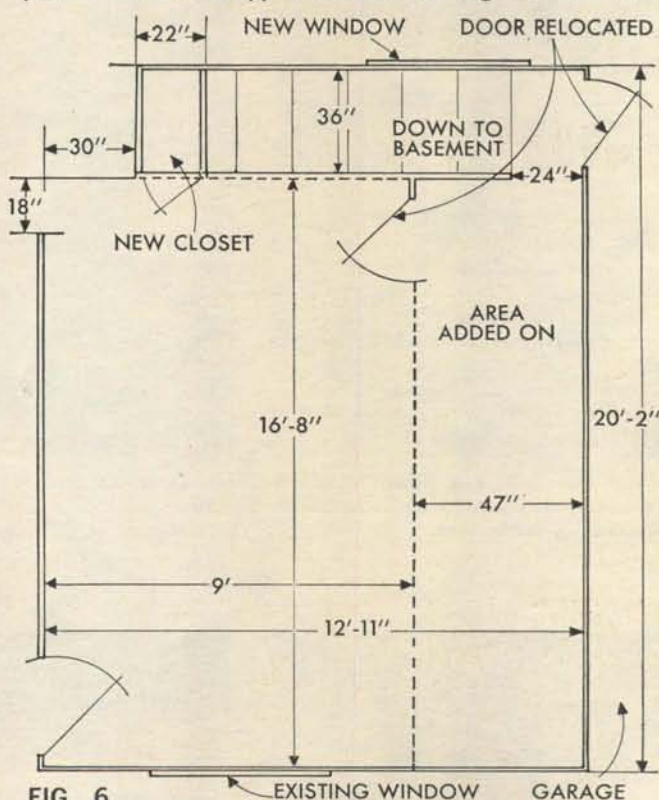 22″
NEW WINDOW
DOOR RELOCATED
36″
DOWN TO
BASEMENT
30″
24″
18″
NEW CLOSET
AREA
ADDED ON
16′-8″
20′-2″
47″
9′
12′-11″
FIG. 6
EXISTING WINDOW
GARAGE